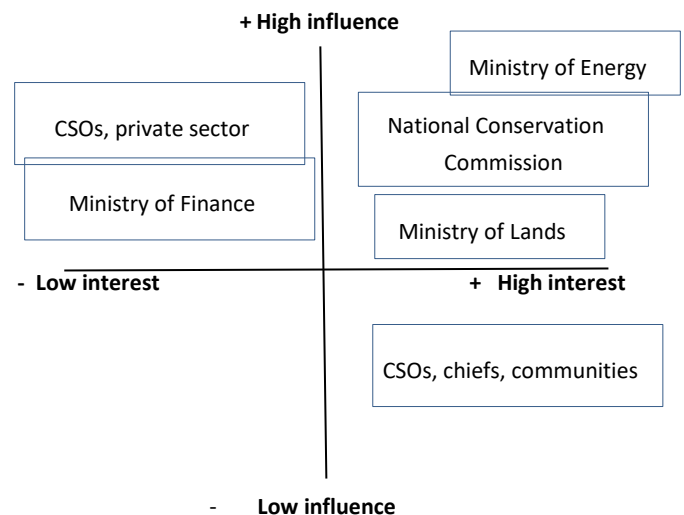 + High influence
Ministry of Energy
CSOs, private sector
National Conservation
Commission
Ministry of Finance
Ministry of Lands
- Low interest
+ High interest
CSOs, chiefs, communities
- Low influence